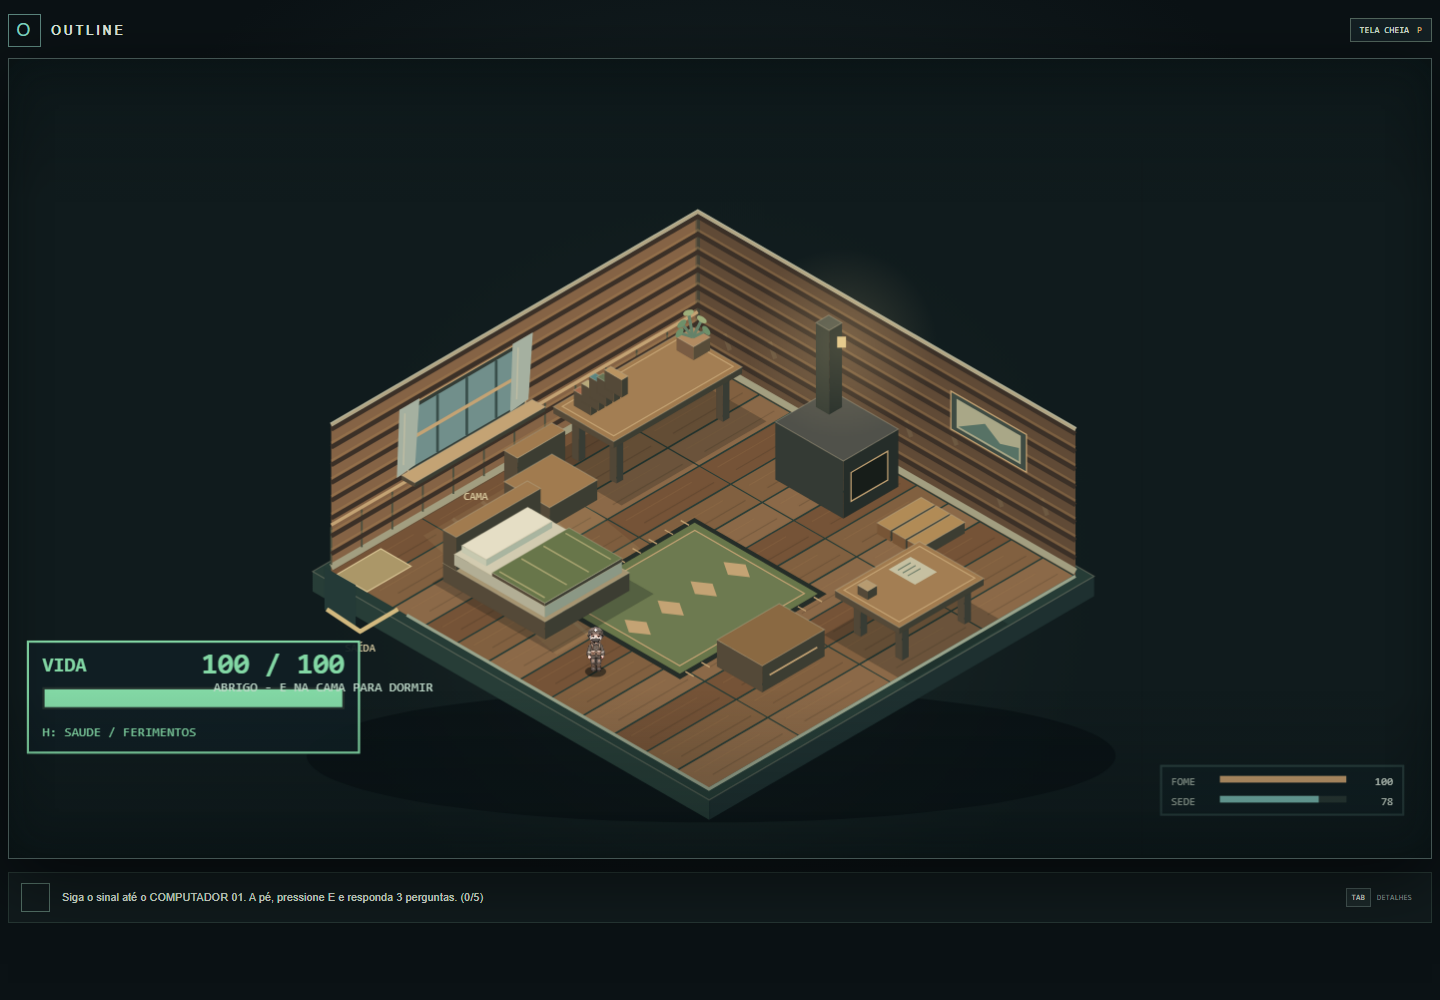 O OUTLINE
TELA CHEIA P
CAMA
VIDA 100 / 100
ABRIGO - E NA CAMA PARA DORMIR
H: SAUDE / FERIMENTOS
FOME 100
SEDE 78
Siga o sinal até o COMPUTADOR 01. A pé, pressione E e responda 3 perguntas. (0/5)
TAB DETALHES